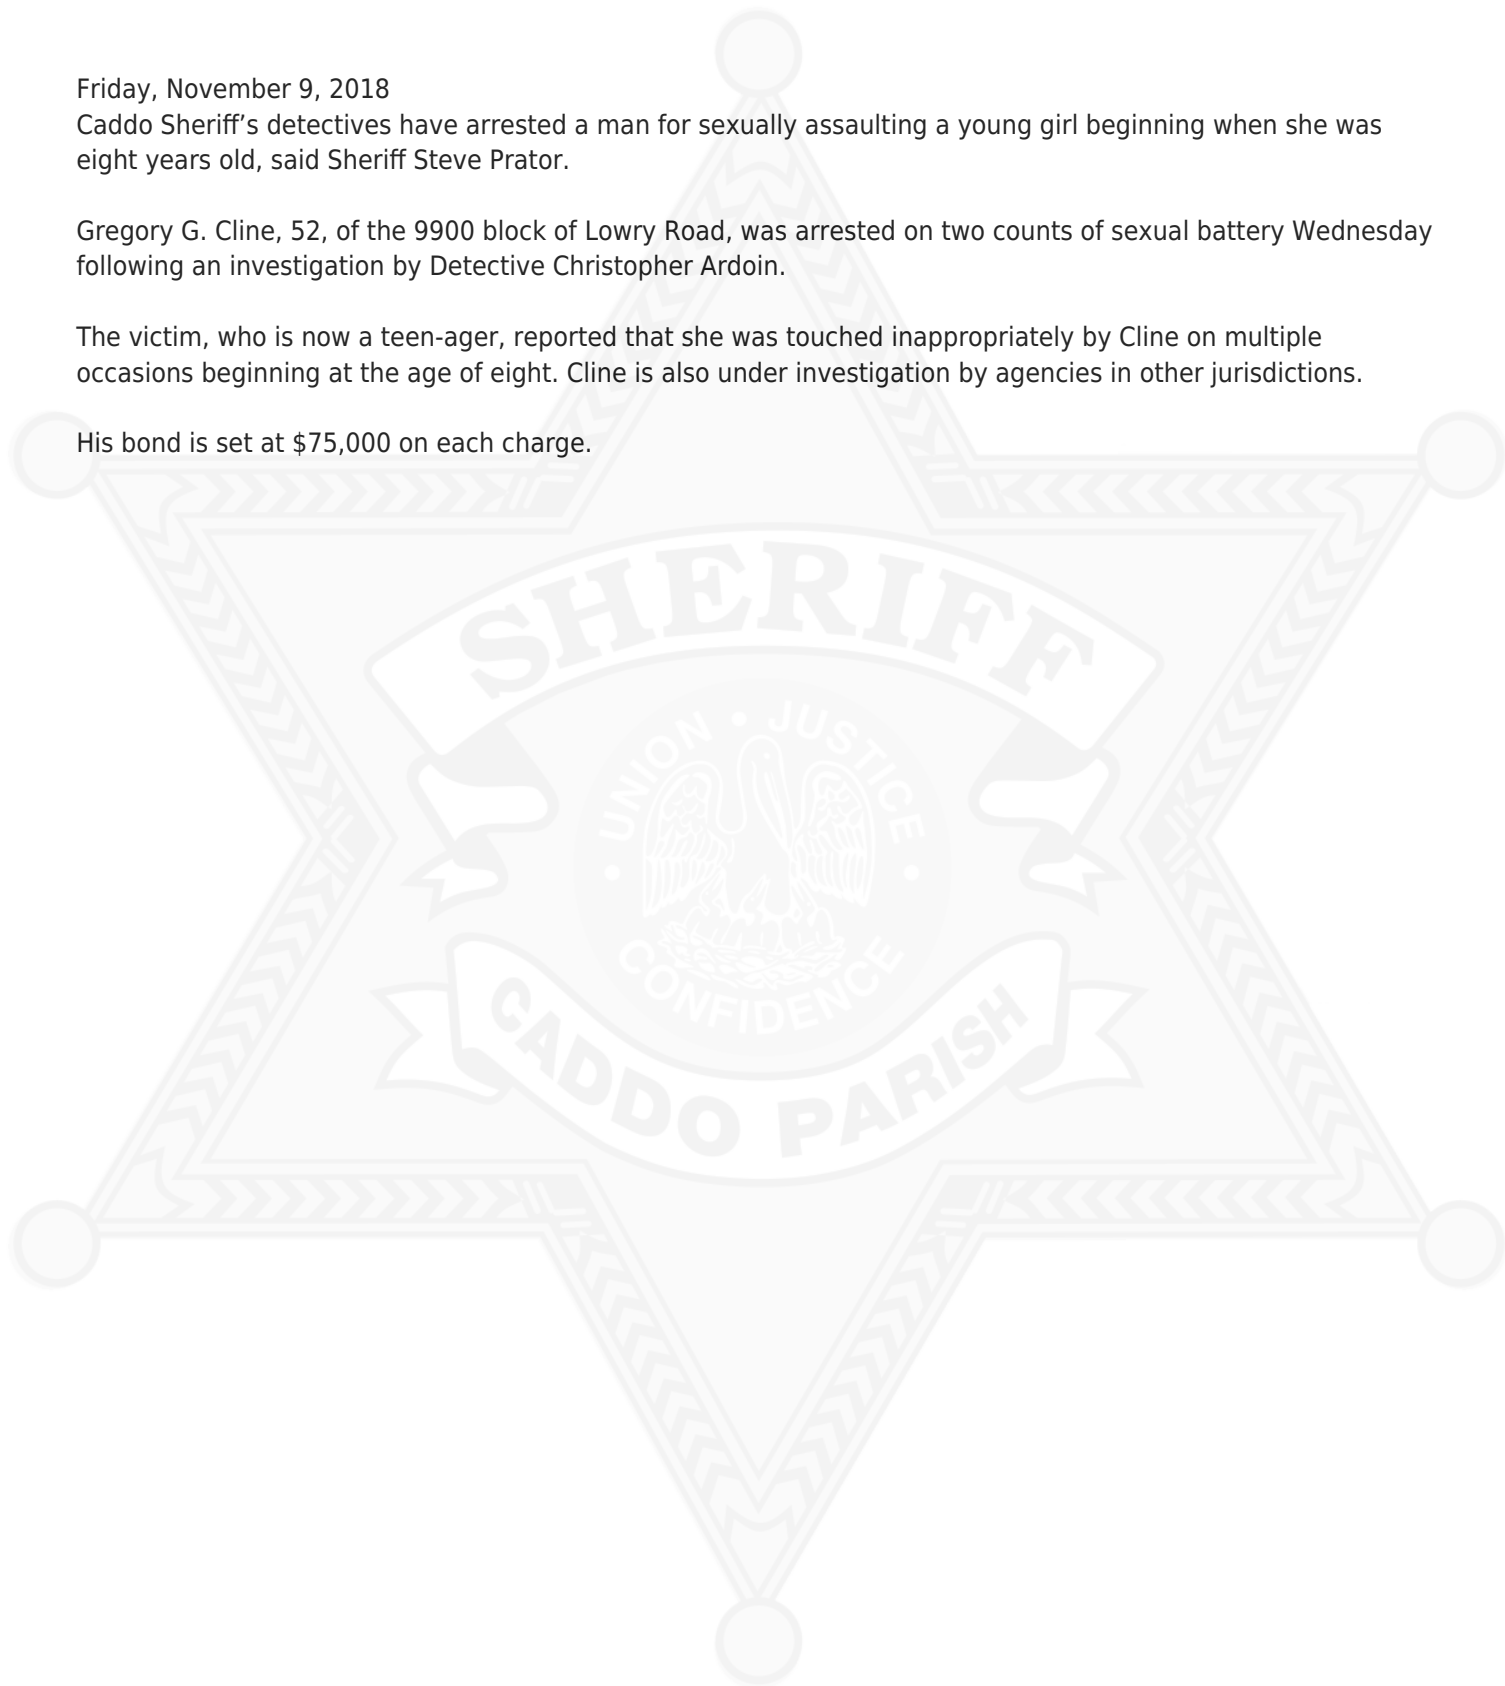 Friday, November 9, 2018
Caddo Sheriff’s detectives have arrested a man for sexually assaulting a young girl beginning when she was
eight years old, said Sheriff Steve Prator.
Gregory G. Cline, 52, of the 9900 block of Lowry Road, was arrested on two counts of sexual battery Wednesday
following an investigation by Detective Christopher Ardoin.
The victim, who is now a teen-ager, reported that she was touched inappropriately by Cline on multiple
occasions beginning at the age of eight. Cline is also under investigation by agencies in other jurisdictions.
His bond is set at $75,000 on each charge.
SHERIFF
UNION • JUSTICE
• CONFIDENCE •
CADDO PARISH